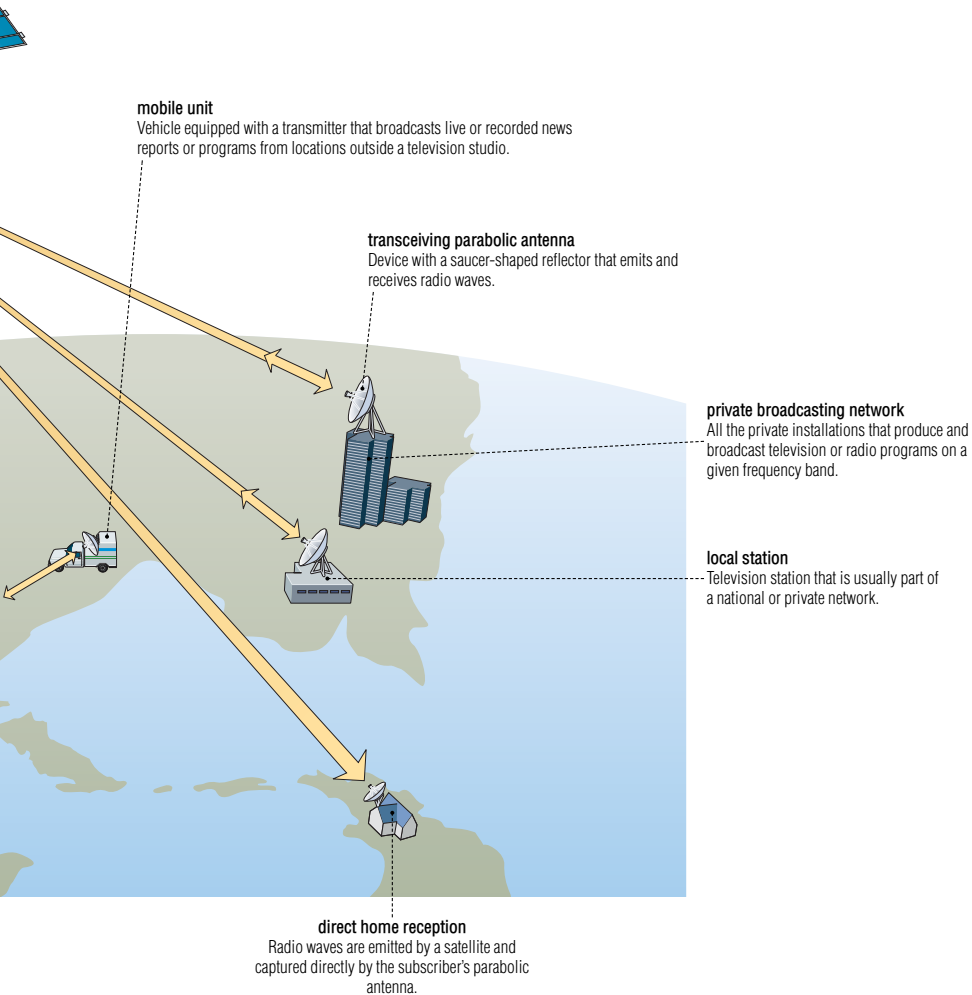 mobile unit
Vehicle equipped with a transmitter that broadcasts live or recorded news
reports or programs from locations outside a television studio.
transceiving parabolic antenna
Device with a saucer-shaped reflector that emits and
receives radio waves.
private broadcasting network
All the private installations that produce and
broadcast television or radio programs on a
given frequency band.
local station
Television station that is usually part of
a national or private network.
direct home reception
Radio waves are emitted by a satellite and
captured directly by the subscriber’s parabolic
antenna.